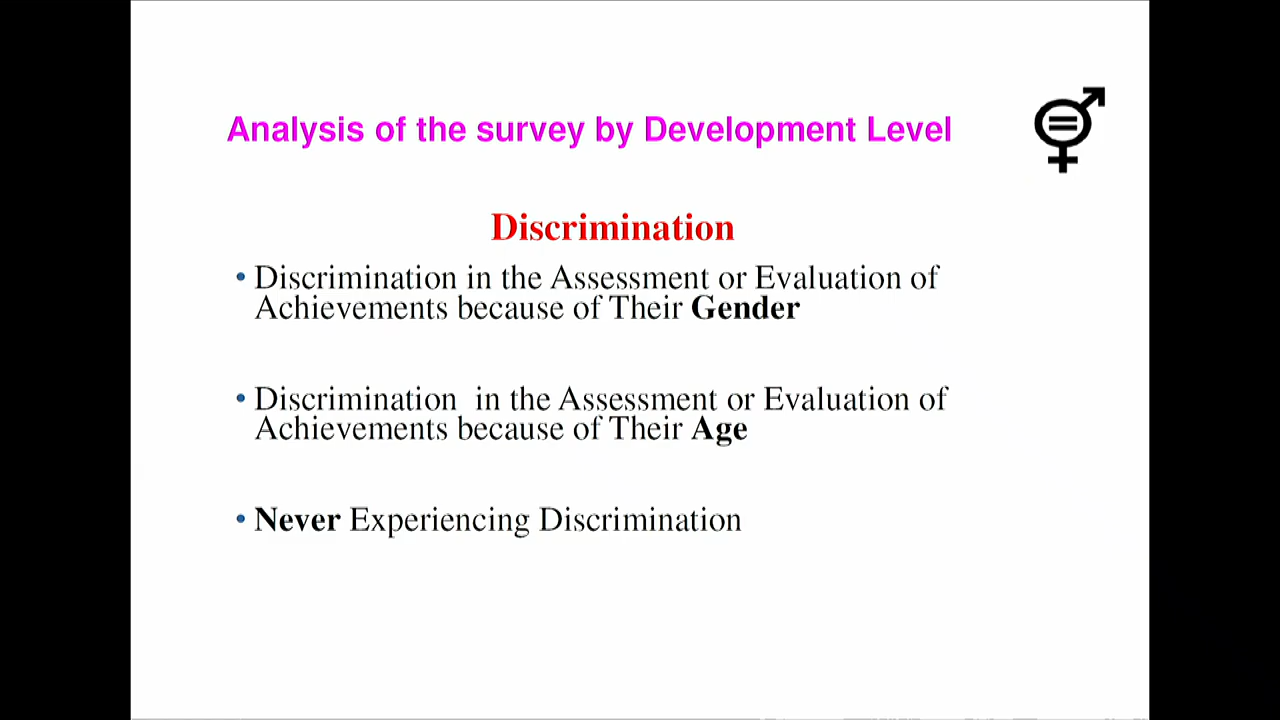 Analysis of the survey by Development Level
Discrimination
• Discrimination in the Assessment or Evaluation of
Achievements because of Their Gender
• Discrimination  in the Assessment or Evaluation of
Achievements because of Their Age
• Never Experiencing Discrimination